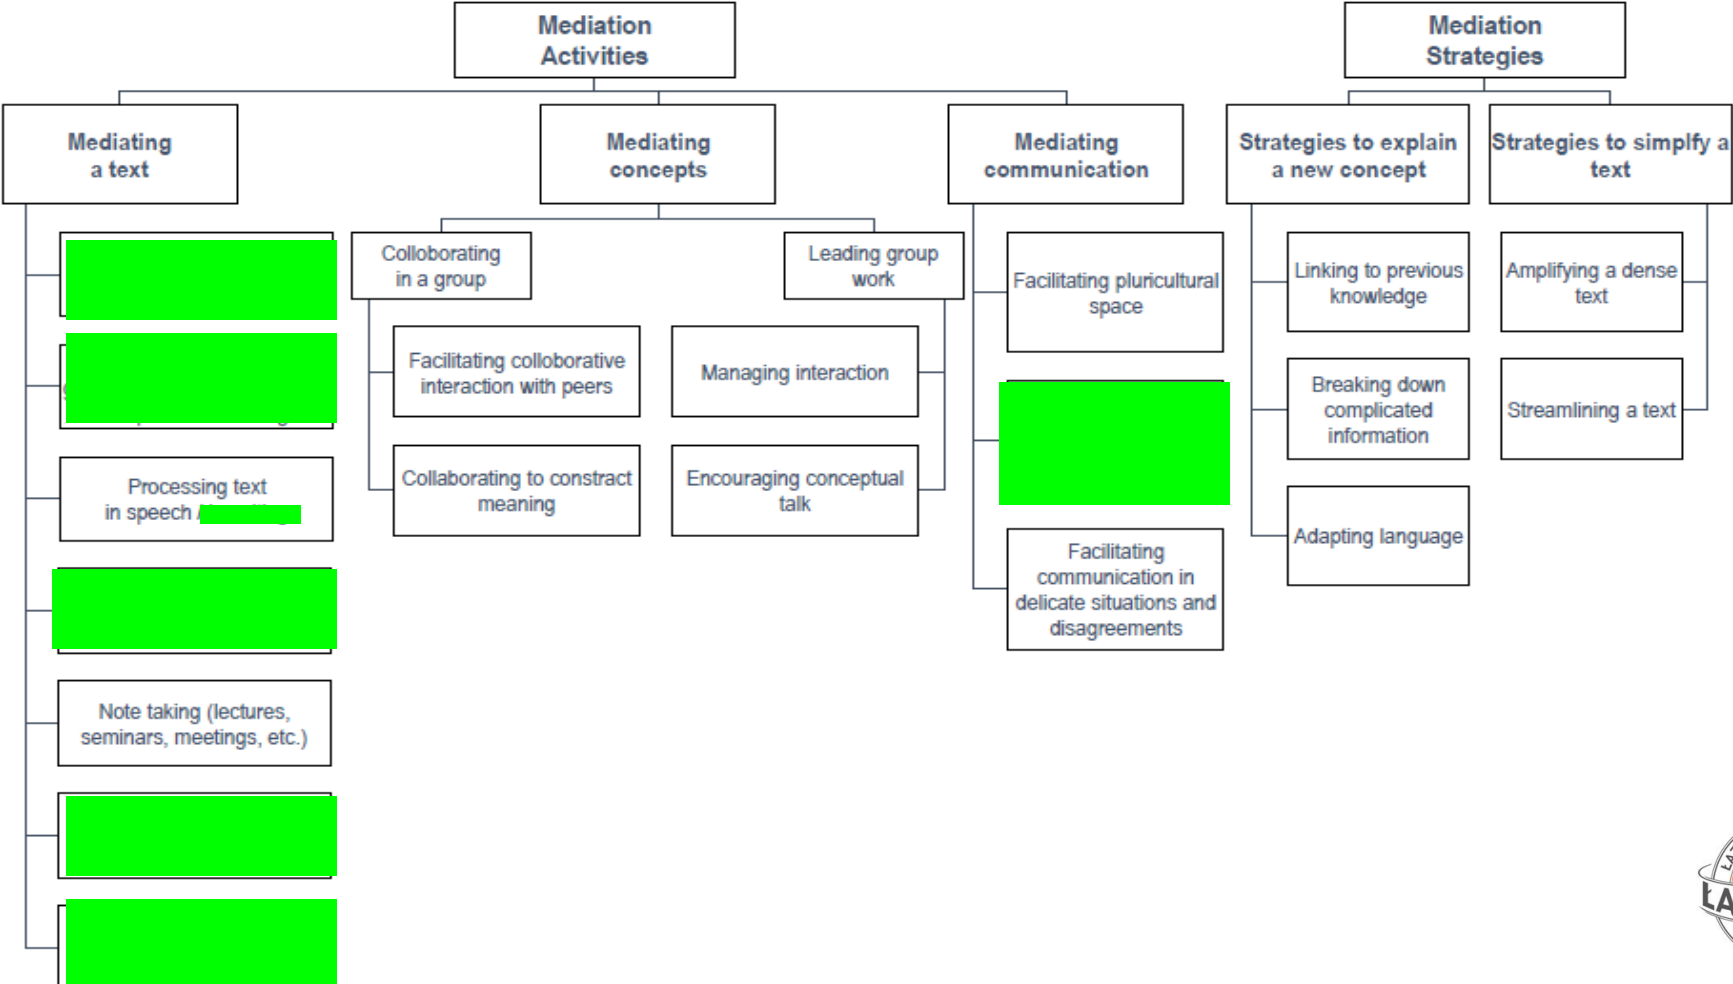 Mediation
Activities
Mediation
Strategies
Mediating
a text
Mediating
concepts
Mediating
communication
Strategies to explain
a new concept
Strategies to simplfy a
text
Processing text
in speech
Note taking (lectures,
seminars, meetings, etc.)
Colloborating
in a group
Leading group
work
Facilitating colloborative
interaction with peers
Managing interaction
Collaborating to constract
meaning
Encouraging conceptual
talk
Facilitating pluricultural
space
Facilitating
communication in
delicate situations and
disagreements
Linking to previous
knowledge
Breaking down
complicated
information
Adapting language
Amplifying a dense
text
Streamlining a text